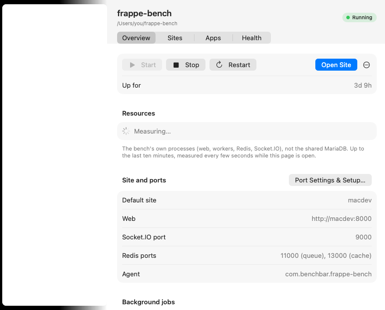 frappe-bench
/Users/you/frappe-bench
Running
Overview Sites Apps Health
Start Stop Restart Open Site
Up for 3d 9h
Resources
Measuring...
The bench's own processes (web, workers, Redis, Socket.IO), not the shared MariaDB. Up to
the last ten minutes, measured every few seconds while this page is open.
Site and ports Port Settings & Setup...
Default site macdev
Web http://macdev:8000
Socket.IO port 9000
Redis ports 11000 (queue), 13000 (cache)
Agent com.benchbar.frappe-bench
Background jobs